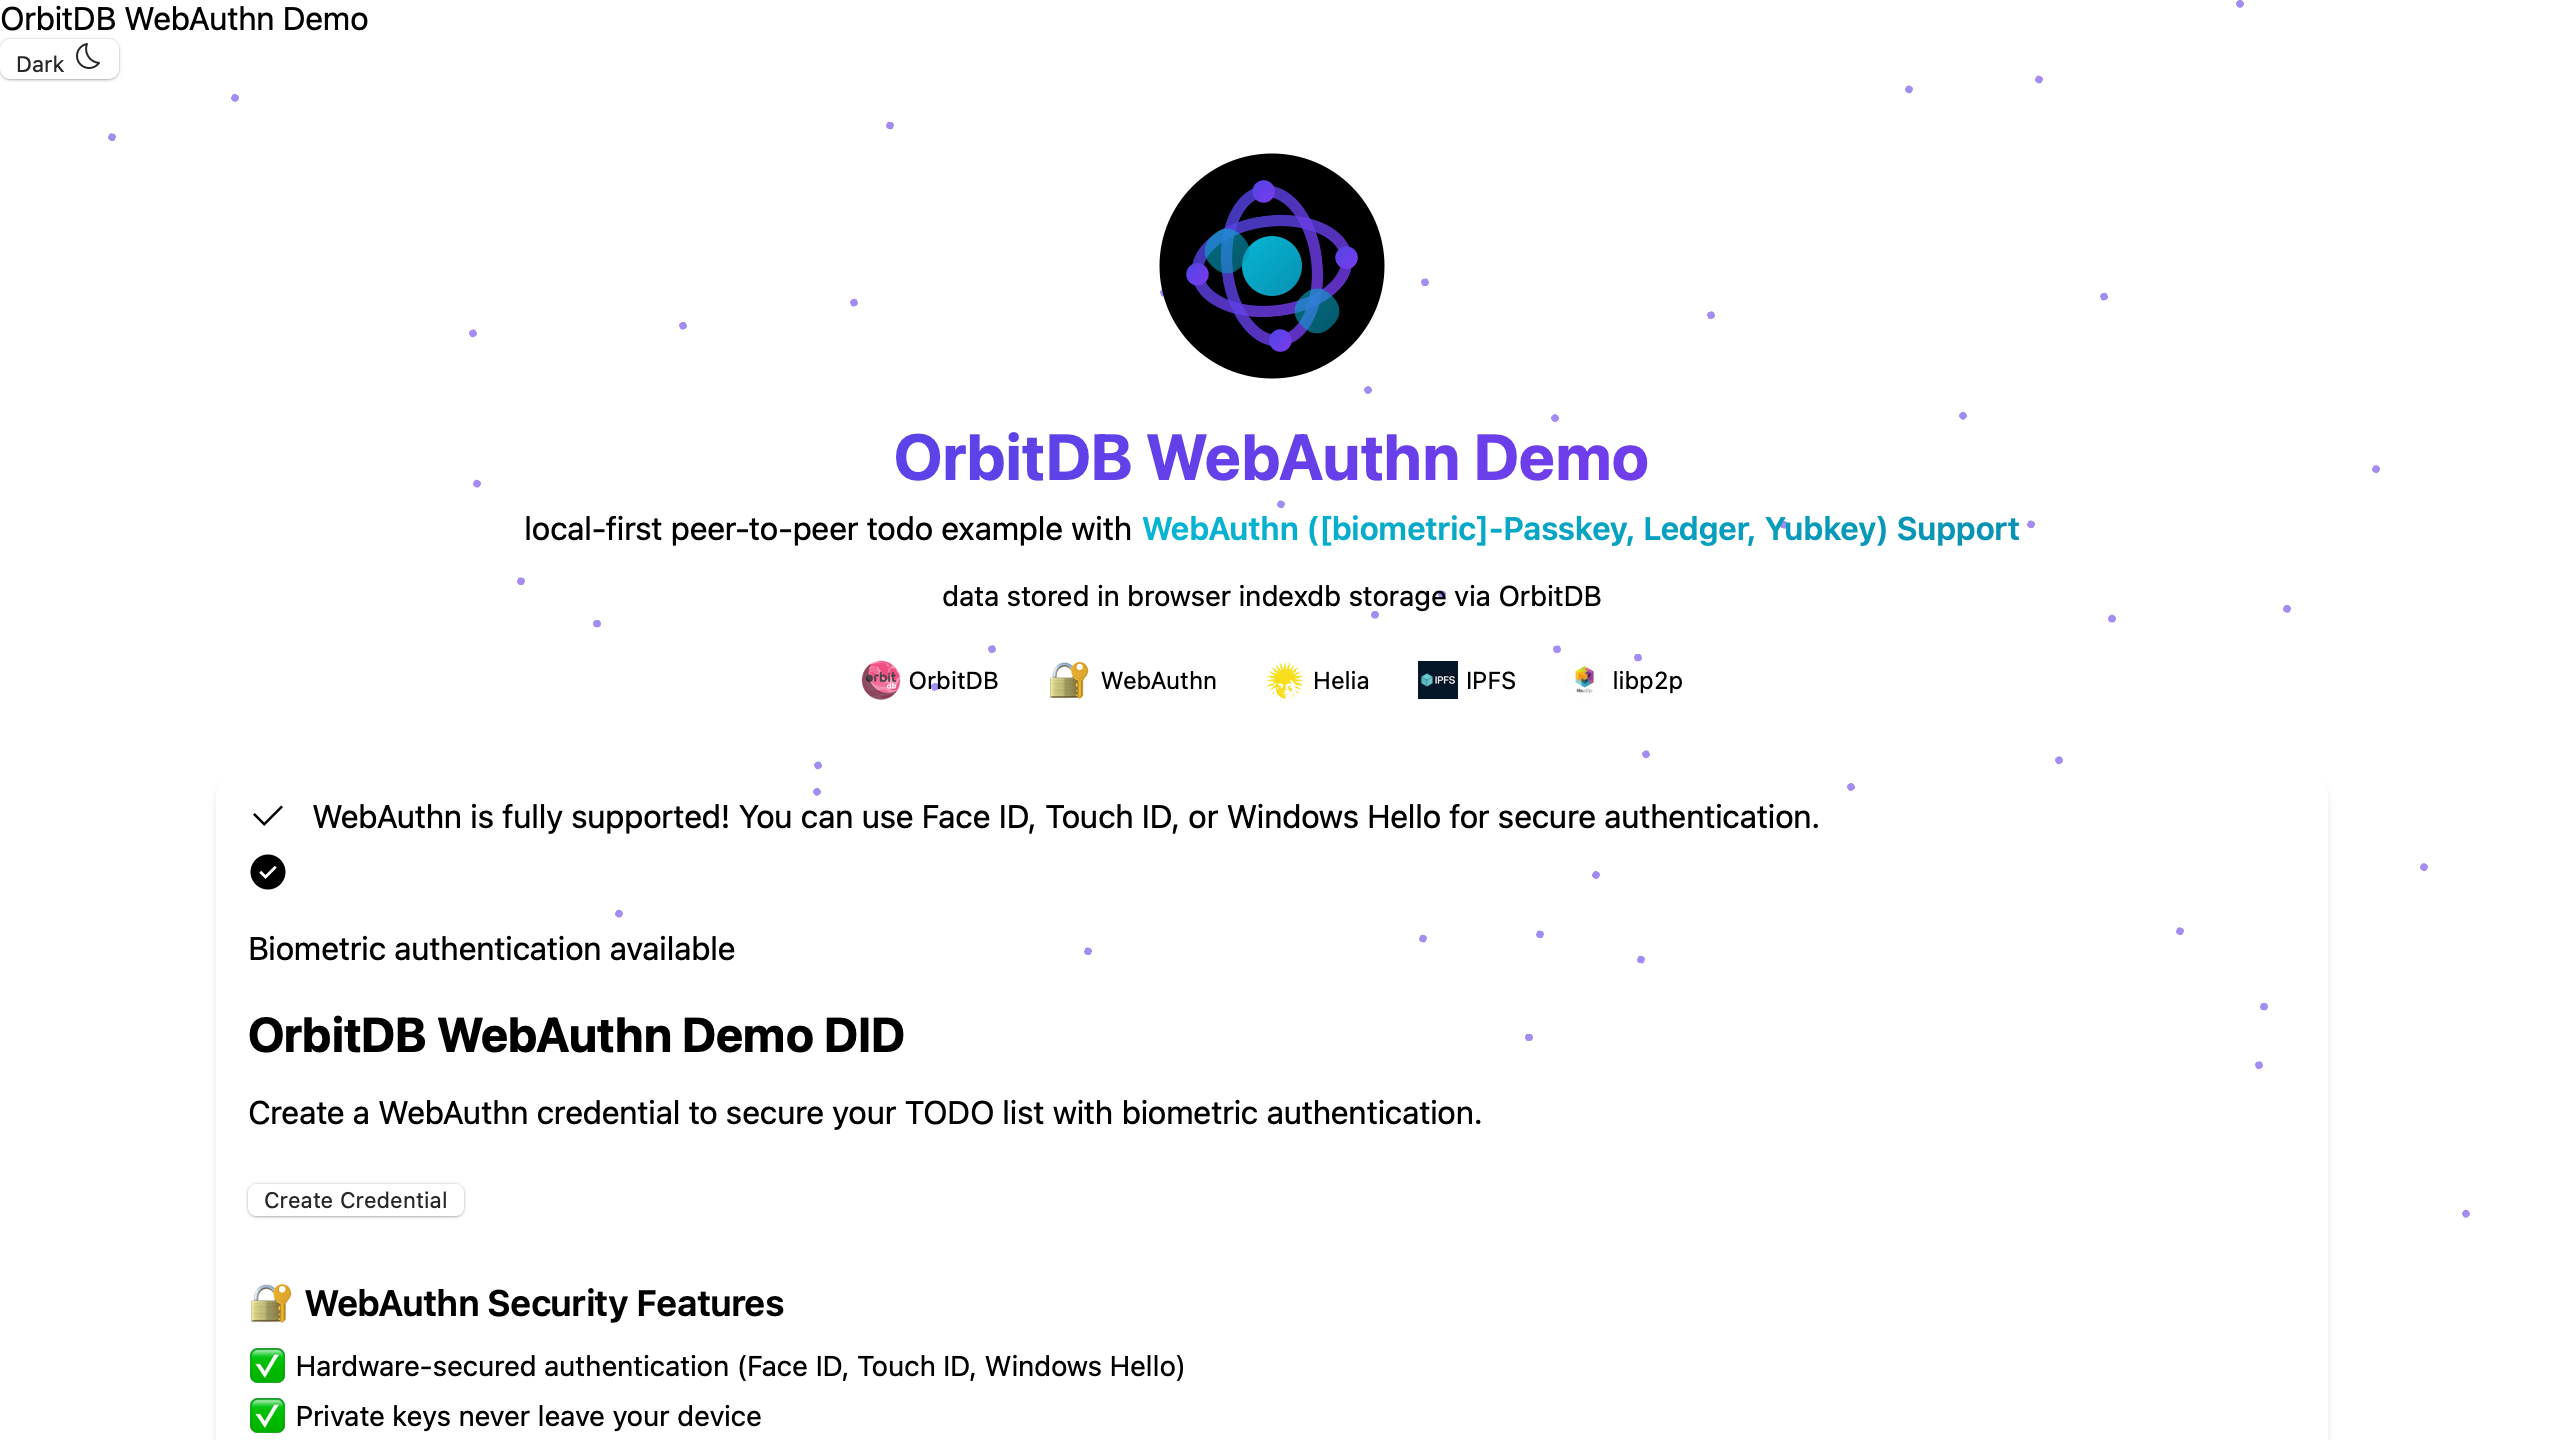 OrbitDB WebAuthn Demo
Dark
OrbitDB WebAuthn Demo
local-first peer-to-peer todo example with WebAuthn ([biometric]-Passkey, Ledger, Yubkey) Support
data stored in browser indexdb storage via OrbitDB
orbit db OrbitDB WebAuthn Helia IPFS IPFS libp2p
WebAuthn is fully supported! You can use Face ID, Touch ID, or Windows Hello for secure authentication.
Biometric authentication available
OrbitDB WebAuthn Demo DID
Create a WebAuthn credential to secure your TODO list with biometric authentication.
Create Credential
WebAuthn Security Features
Hardware-secured authentication (Face ID, Touch ID, Windows Hello)
Private keys never leave your device